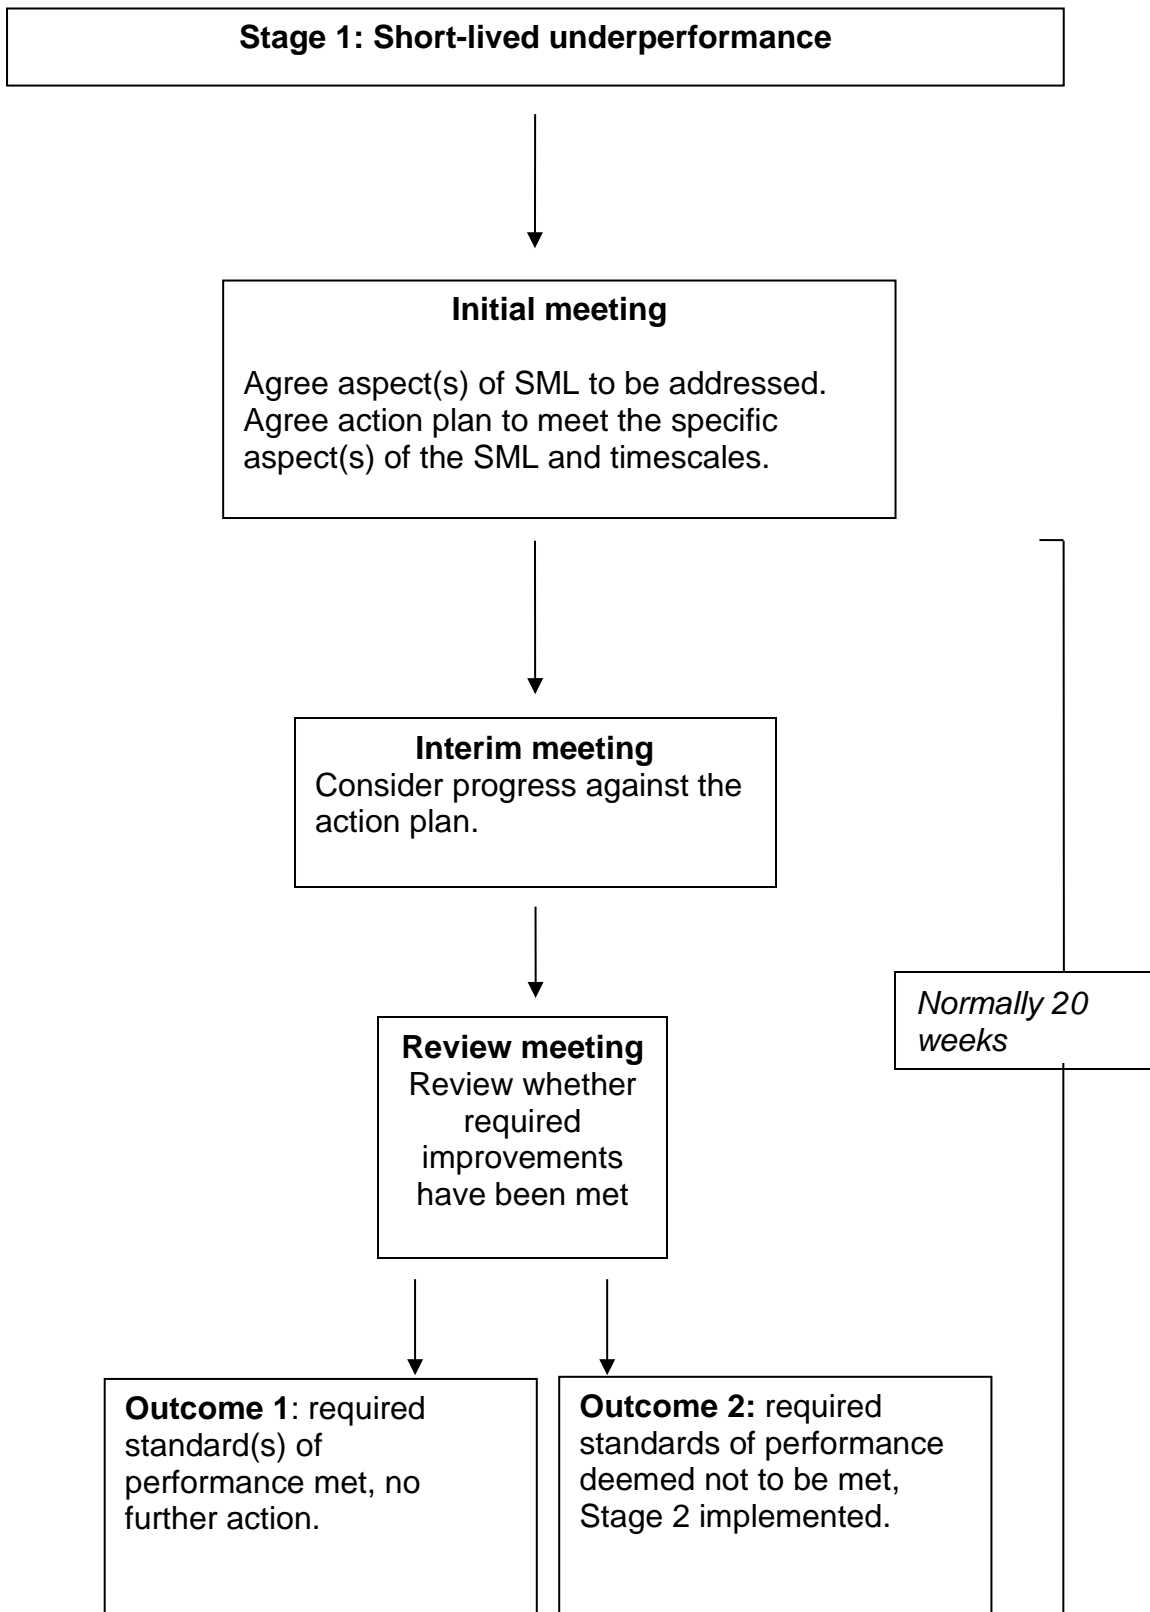 Stage 1: Short-lived underperformance
Initial meeting
Agree aspect(s) of SML to be addressed.
Agree action plan to meet the specific
aspect(s) of the SML and timescales.
Interim meeting
Consider progress against the
action plan.
Normally 20
weeks
Review meeting
Review whether
required
improvements
have been met
Outcome 1: required
standard(s) of
performance met, no
further action.
Outcome 2: required
standards of performance
deemed not to be met,
Stage 2 implemented.